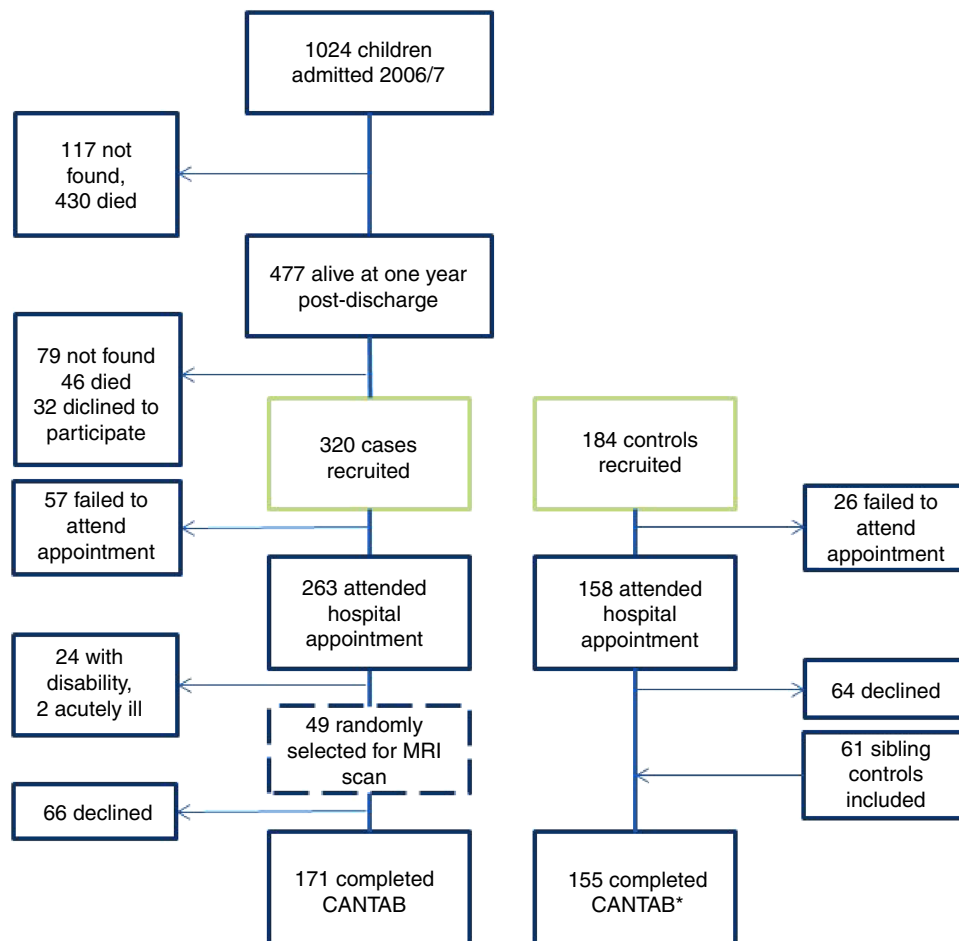 1024 children
admitted 2006/7
117 not
found,
430 died
477 alive at one year
post-discharge
79 not found
46 died
32 diclined to
participate
320 cases
recruited
184 controls
recruited
57 failed to
attend
appointment
26 failed to
attend
appointment
263 attended
hospital
appointment
158 attended
hospital
appointment
24 with
disability,
2 acutely ill
64 declined
49 randomly
selected for MRI
scan
61 sibling
controls
included
66 declined
171 completed
CANTAB
155 completed
CANTAB*